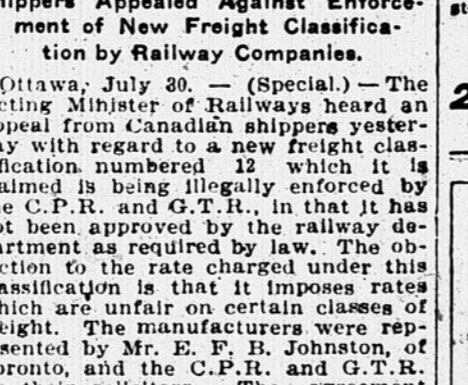 hippers Appealed Against Enforce-
ment of New Freight Classifica-
tion by Railway Companies.
Ottawa, July 30. — (Special.) — The
cting Minister of Railways heard an
ppeal from Canadian shippers yester-
ay with regard to a new freight clas-
fication numbered 12 which it is
aimed is being illegally enforced by
e C.P.R. and G.T.R., in that it has
ot been approved by the railway de-
artment as required by law. The ob-
ction to the rate charged under this
assification is that it imposes rates
hich are unfair on certain classes of
eight. The manufacturers were rep-
sented by Mr. E. F. B. Johnston, of
oronto, and the C.P.R. and G.T.R.
2